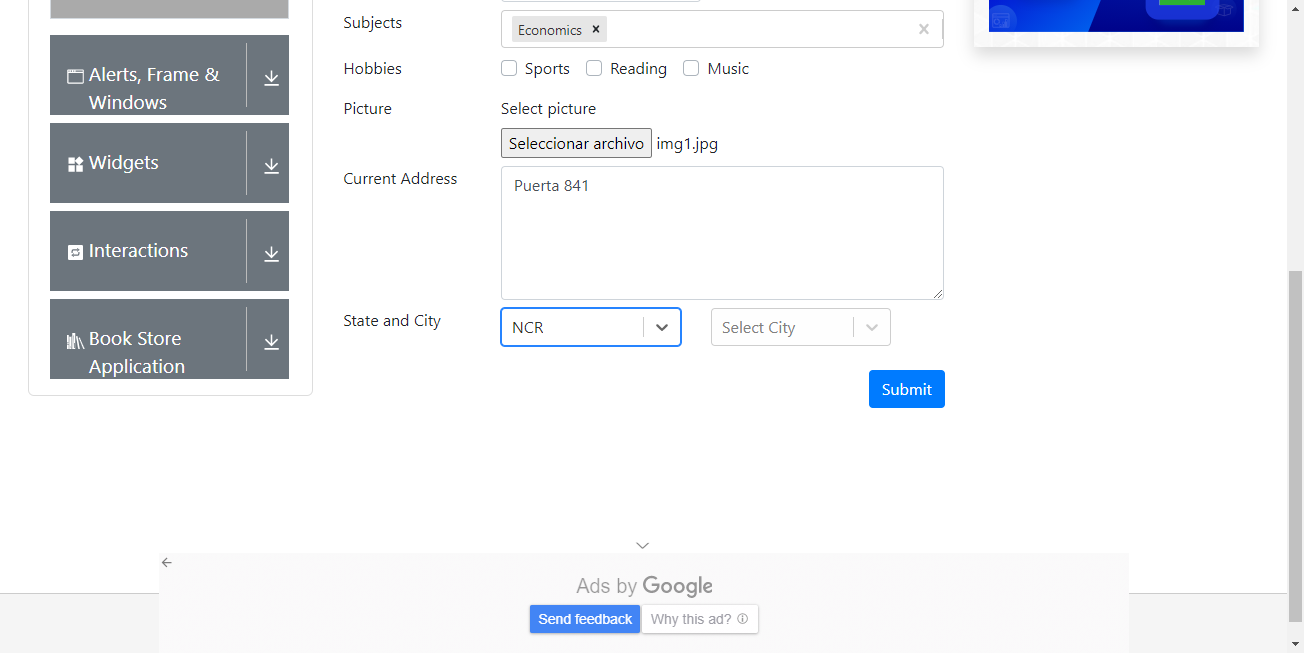 Alerts, Frame &
Windows
Widgets
Interactions
Book Store
Application
Subjects
Economics ×
×
Hobbies
Sports Reading Music
Picture
Select picture
Seleccionar archivo img1.jpg
Current Address
Puerta 841
State and City
NCR
Select City
Submit
Ads by Google
Send feedback Why this ad?